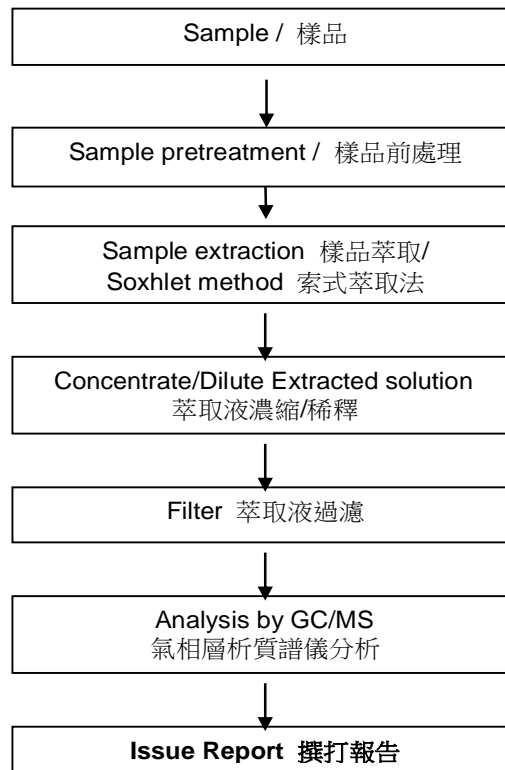 Sample / 樣品
Sample pretreatment / 樣品前處理
Sample extraction 樣品萃取/
Soxhlet method 索式萃取法
Concentrate/Dilute Extracted solution
萃取液濃縮/稀釋
Filter 萃取液過濾
Analysis by GC/MS
氣相層析質譜儀分析
Issue Report 撰打報告